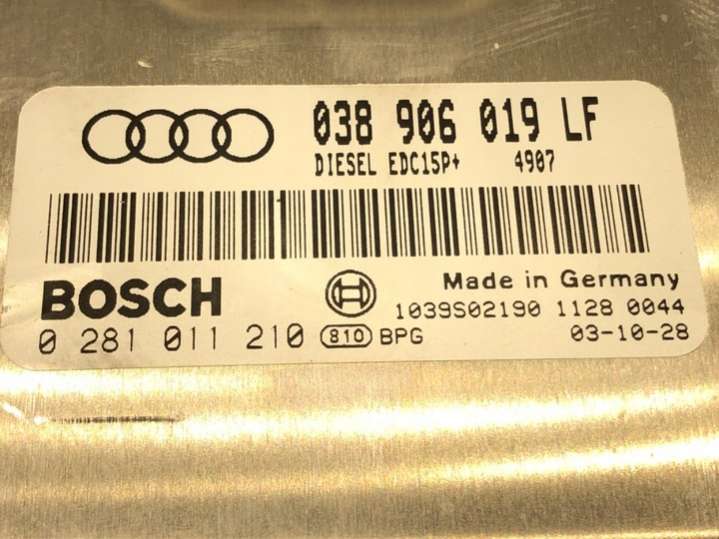 038 906 019 LF
DIESEL EDC15P+ 4907
BOSCH
Made in Germany
1039S02190 1128 0044
0 281 011 210 810 BPG 03-10-28